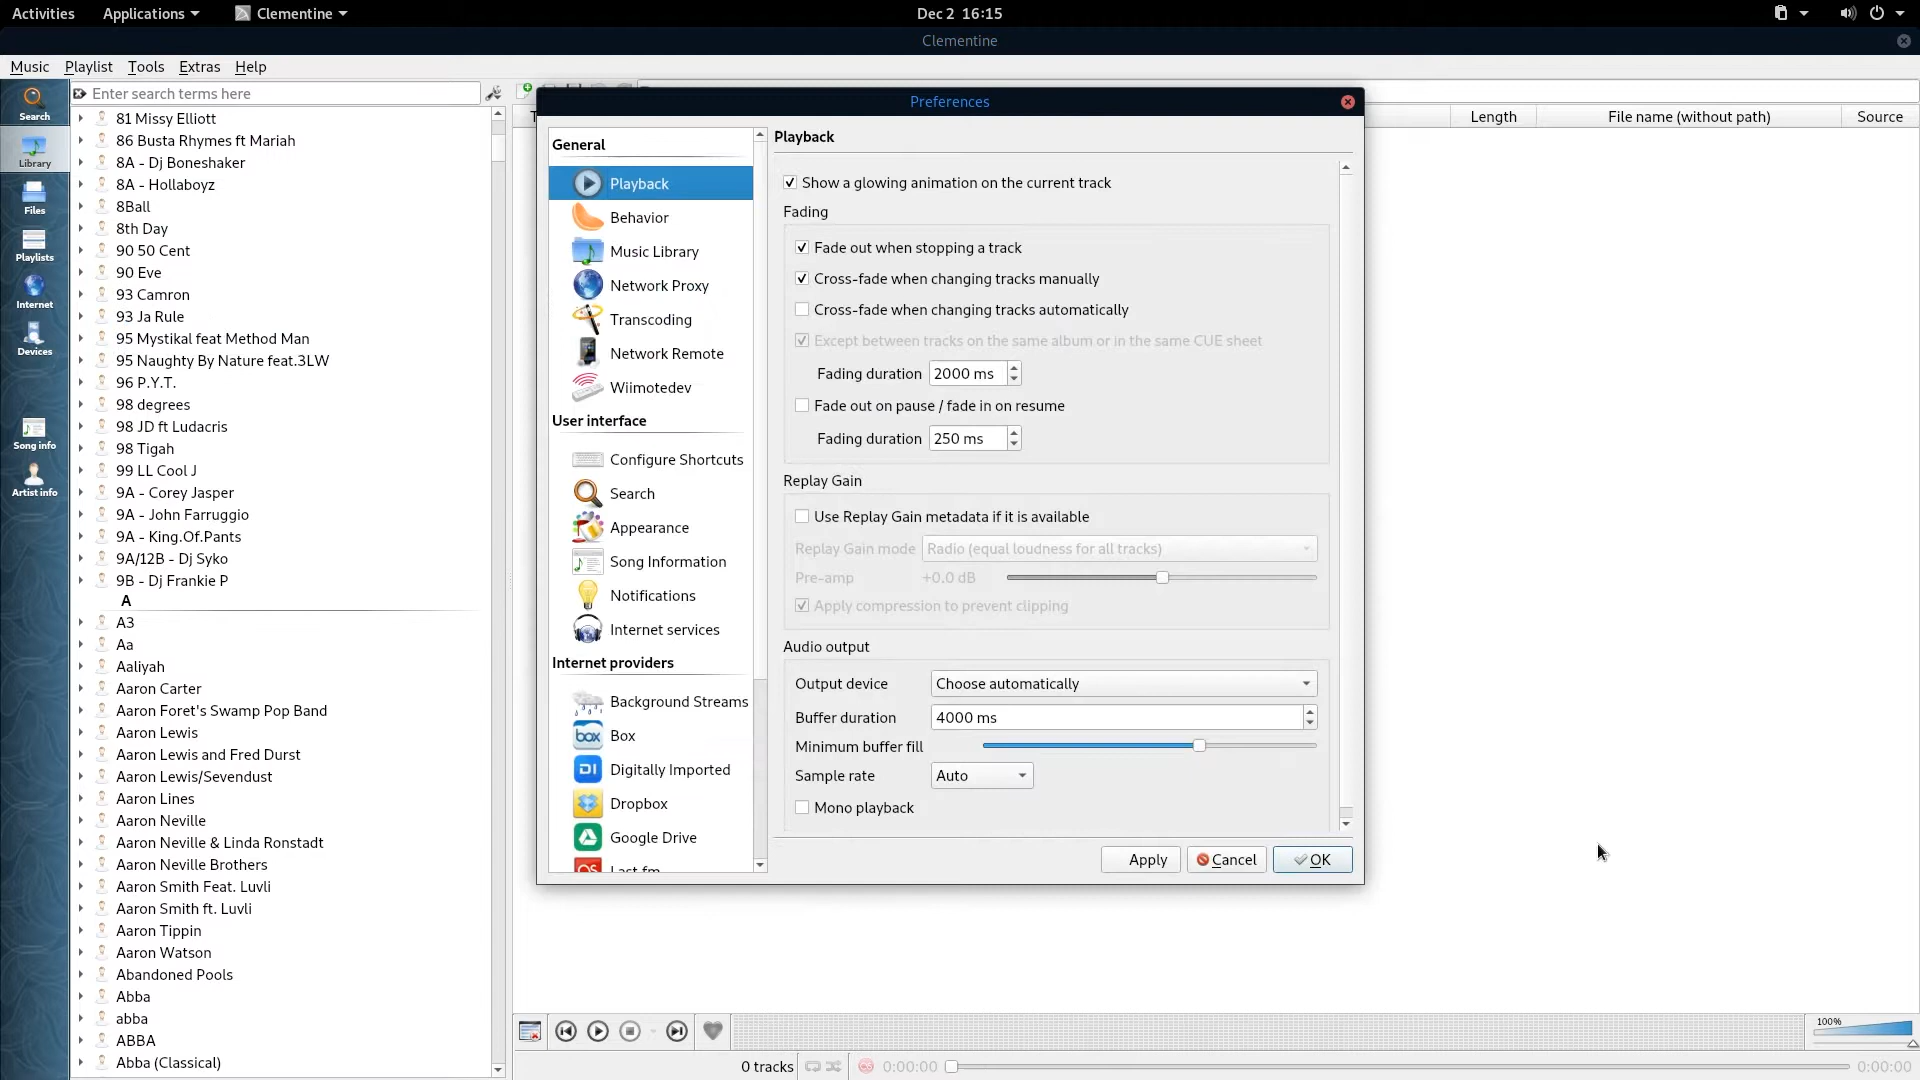 Activities Applications Clementine Dec 2 16:15
Clementine
Music Playlist Tools Extras Help
Search
Library
Files
Playlists
Internet
Devices
Song info
Artist info
Enter search terms here
81 Missy Elliott
86 Busta Rhymes ft Mariah
8A - Dj Boneshaker
8A - Hollaboyz
8Ball
8th Day
90 50 Cent
90 Eve
93 Camron
93 Ja Rule
95 Mystikal feat Method Man
95 Naughty By Nature feat.3LW
96 P.Y.T.
98 degrees
98 JD ft Ludacris
98 Tigah
99 LL Cool J
9A - Corey Jasper
9A - John Farruggio
9A - King.Of.Pants
9A/12B - Dj Syko
9B - Dj Frankie P
A
A3
Aa
Aaliyah
Aaron Carter
Aaron Foret's Swamp Pop Band
Aaron Lewis
Aaron Lewis and Fred Durst
Aaron Lewis/Sevendust
Aaron Lines
Aaron Neville
Aaron Neville & Linda Ronstadt
Aaron Neville Brothers
Aaron Smith Feat. Luvli
Aaron Smith ft. Luvli
Aaron Tippin
Aaron Watson
Abandoned Pools
Abba
abba
ABBA
Abba (Classical)
Length File name (without path) Source
Preferences
General
Playback
Behavior
Music Library
Network Proxy
Transcoding
Network Remote
Wiimotedev
User interface
Configure Shortcuts
Search
Appearance
Song Information
Notifications
Internet services
Internet providers
Background Streams
box Box
DI Digitally Imported
Dropbox
Google Drive
Last.fm
Playback
Show a glowing animation on the current track
Fading
Fade out when stopping a track
Cross-fade when changing tracks manually
Cross-fade when changing tracks automatically
Except between tracks on the same album or in the same CUE sheet
Fading duration 2000 ms
Fade out on pause / fade in on resume
Fading duration 250 ms
Replay Gain
Use Replay Gain metadata if it is available
Replay Gain mode Radio (equal loudness for all tracks)
Pre-amp +0.0 dB
Apply compression to prevent clipping
Audio output
Output device Choose automatically
Buffer duration 4000 ms
Minimum buffer fill
Sample rate Auto
Mono playback
Apply Cancel OK
100%
0 tracks 0:00:00 0:00:00